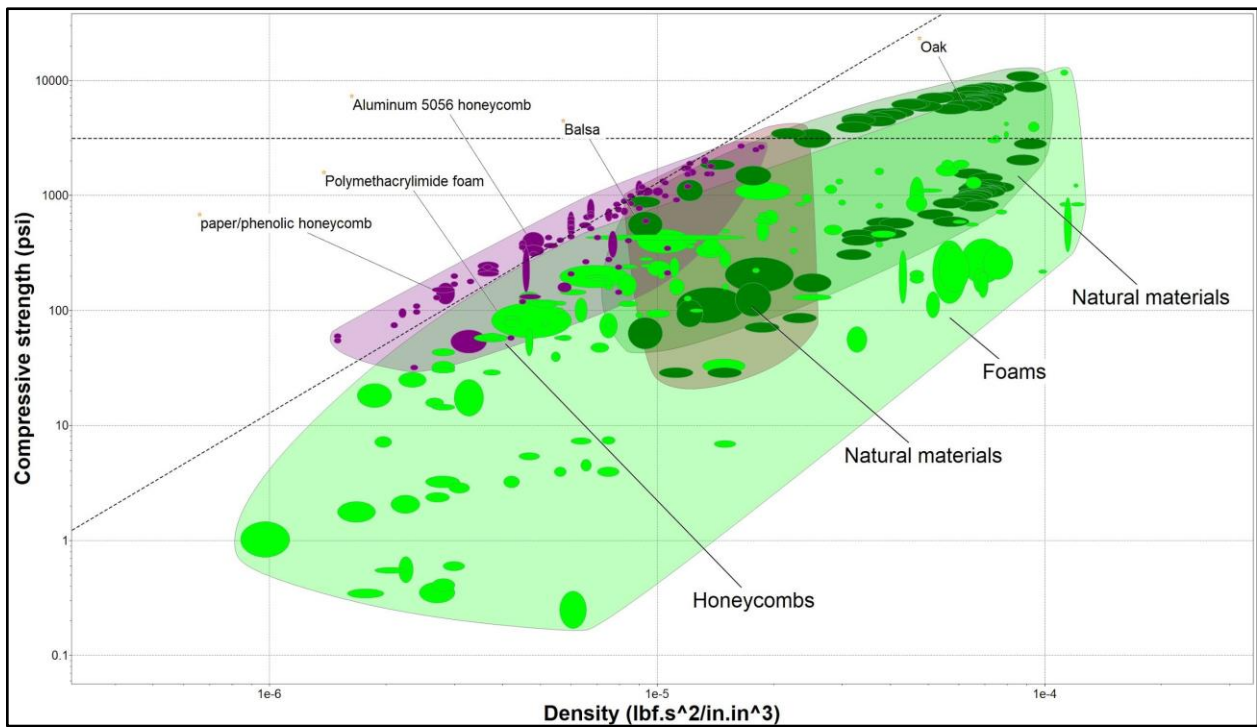 Compressive strength (psi)
10000
1000
100
10
1
0.1
Oak
Aluminum 5056 honeycomb
Balsa
Polymethacrylimide foam
paper/phenolic honeycomb
Natural materials
Foams
Natural materials
Honeycombs
1e-6
1e-5
1e-4
Density (lbf.s^2/in.in^3)